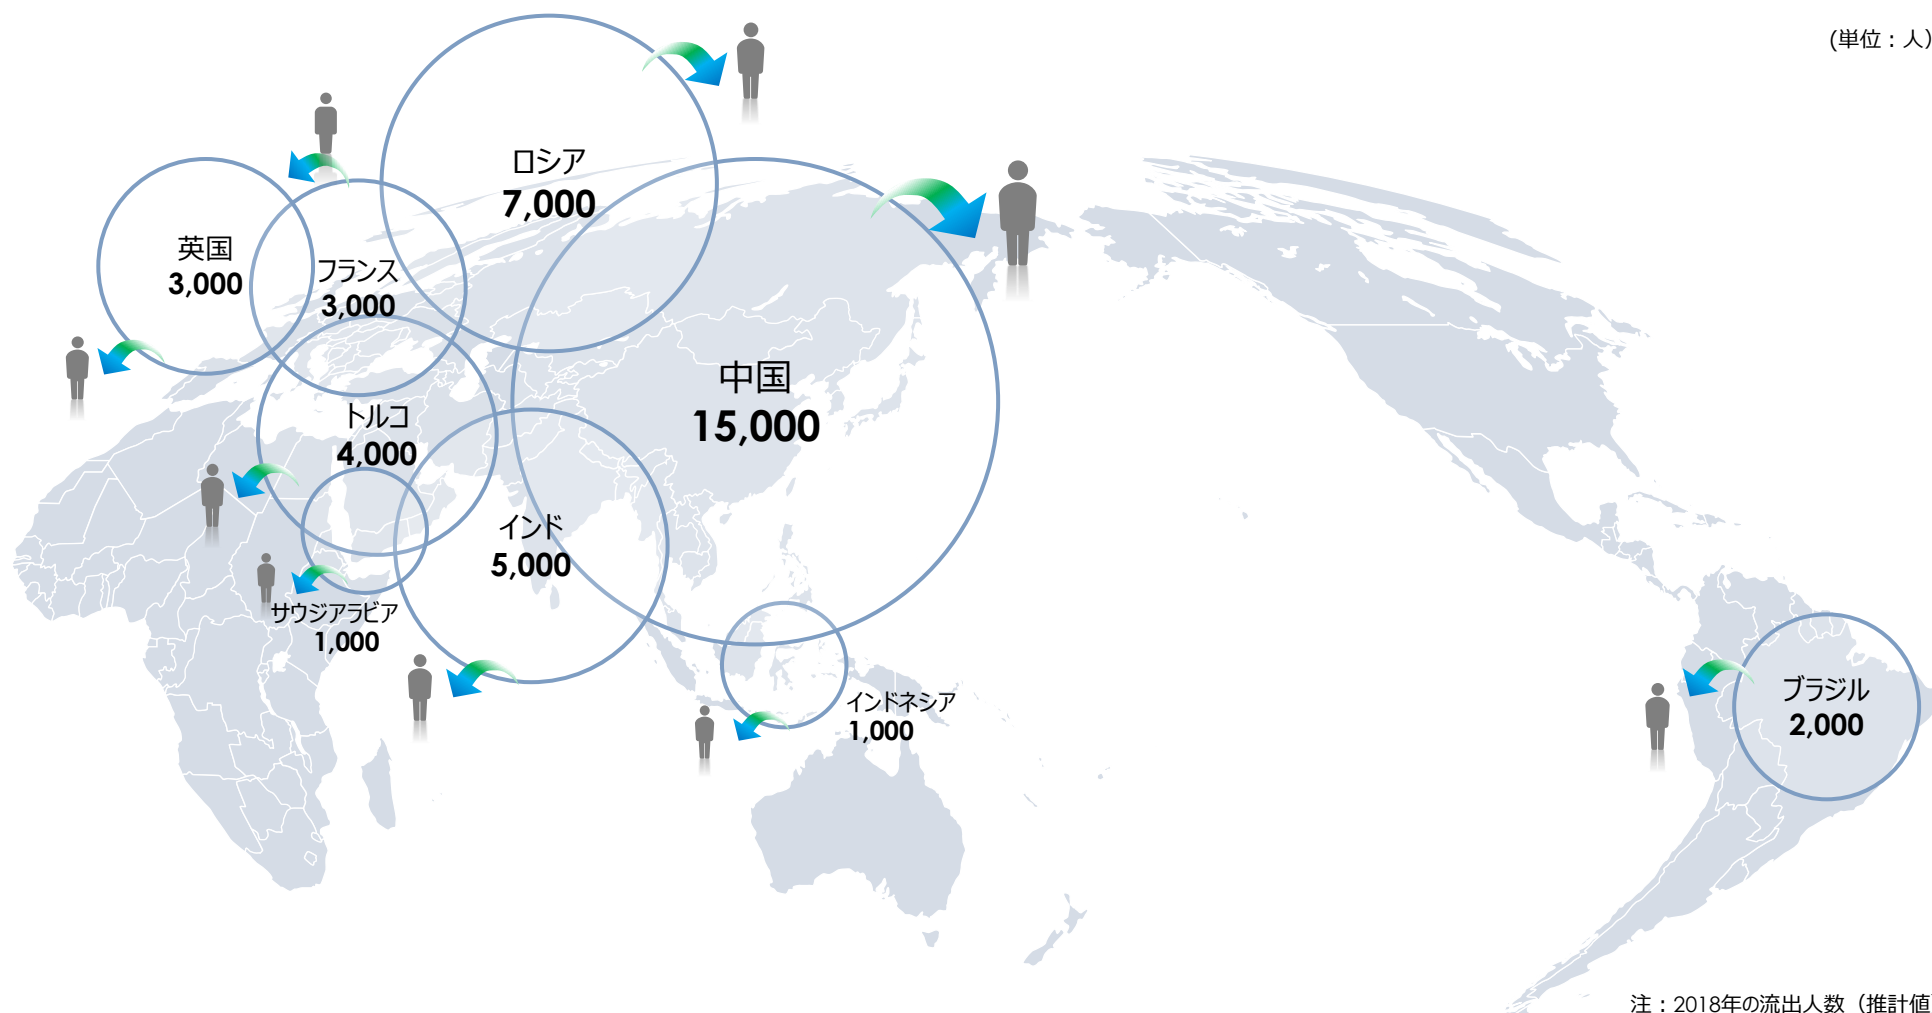 (単位：人)
ロシア
7,000
英国
3,000
フランス
3,000
中国
15,000
トルコ
4,000
インド
5,000
サウジアラビア
1,000
インドネシア
1,000
ブラジル
2,000
注：2018年の流出人数（推計値